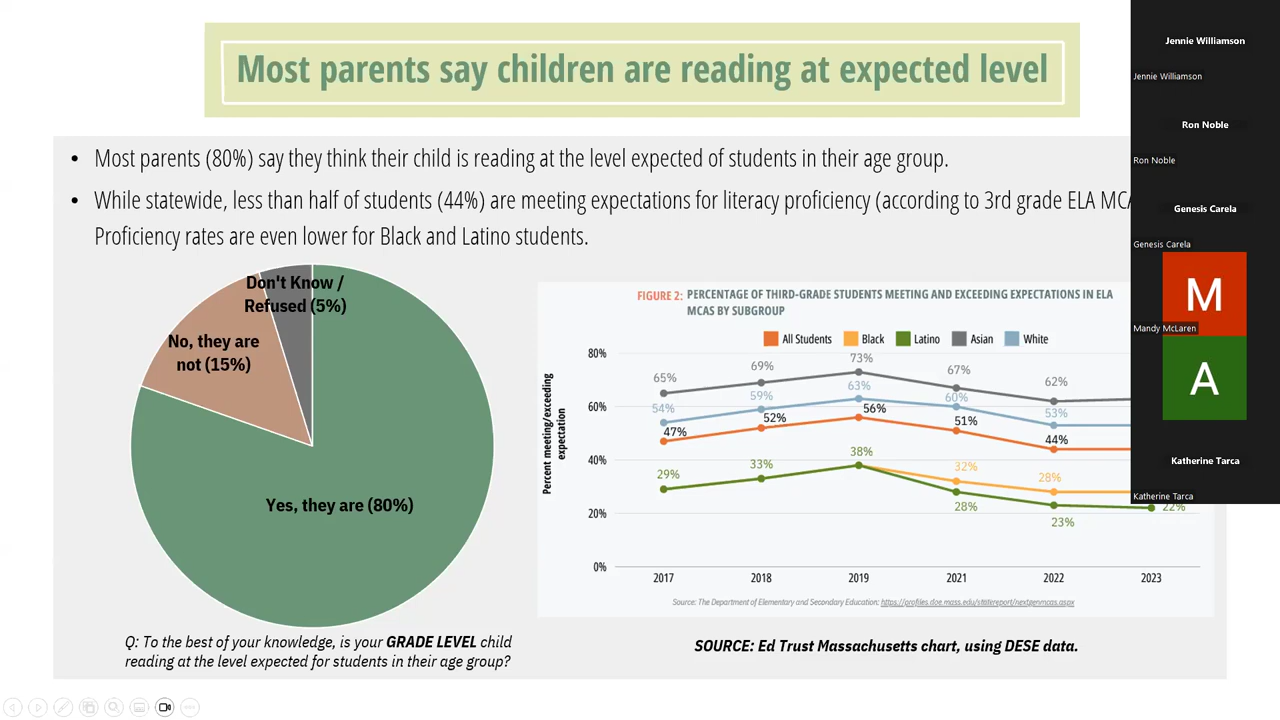 Most parents say children are reading at expected level
• Most parents (80%) say they think their child is reading at the level expected of students in their age group.
• While statewide, less than half of students (44%) are meeting expectations for literacy proficiency (according to 3rd grade ELA
Proficiency rates are even lower for Black and Latino students.
Don't Know /
Refused (5%)
No, they are
not (15%)
Yes, they are (80%)
Q: To the best of your knowledge, is your GRADE LEVEL child
reading at the level expected for students in their age group?
FIGURE 2: PERCENTAGE OF THIRD-GRADE STUDENTS MEETING AND EXCEEDING EXPECTATIONS IN ELA
MCAS BY SUBGROUP
All Students Black Latino Asian White
Percent meeting/exceeding
expectation
80%
60%
40%
20%
0%
65% 69% 73% 67% 62%
54% 59% 63% 60% 53%
47% 52% 56% 51% 44%
32% 28%
29% 33% 38% 28% 23% 22%
2017 2018 2019 2021 2022 2023
Source: The Department of Elementary and Secondary Education; https://profiles.doe.mass.edu/statereport/nextgenmcas.aspx
SOURCE: Ed Trust Massachusetts chart, using DESE data.
Jennie Williamson
Jennie Williamson
Ron Noble
Ron Noble
Genesis Carela
Genesis Carela
M
Mandy McLaren
A
Katherine Tarca
Katherine Tarca